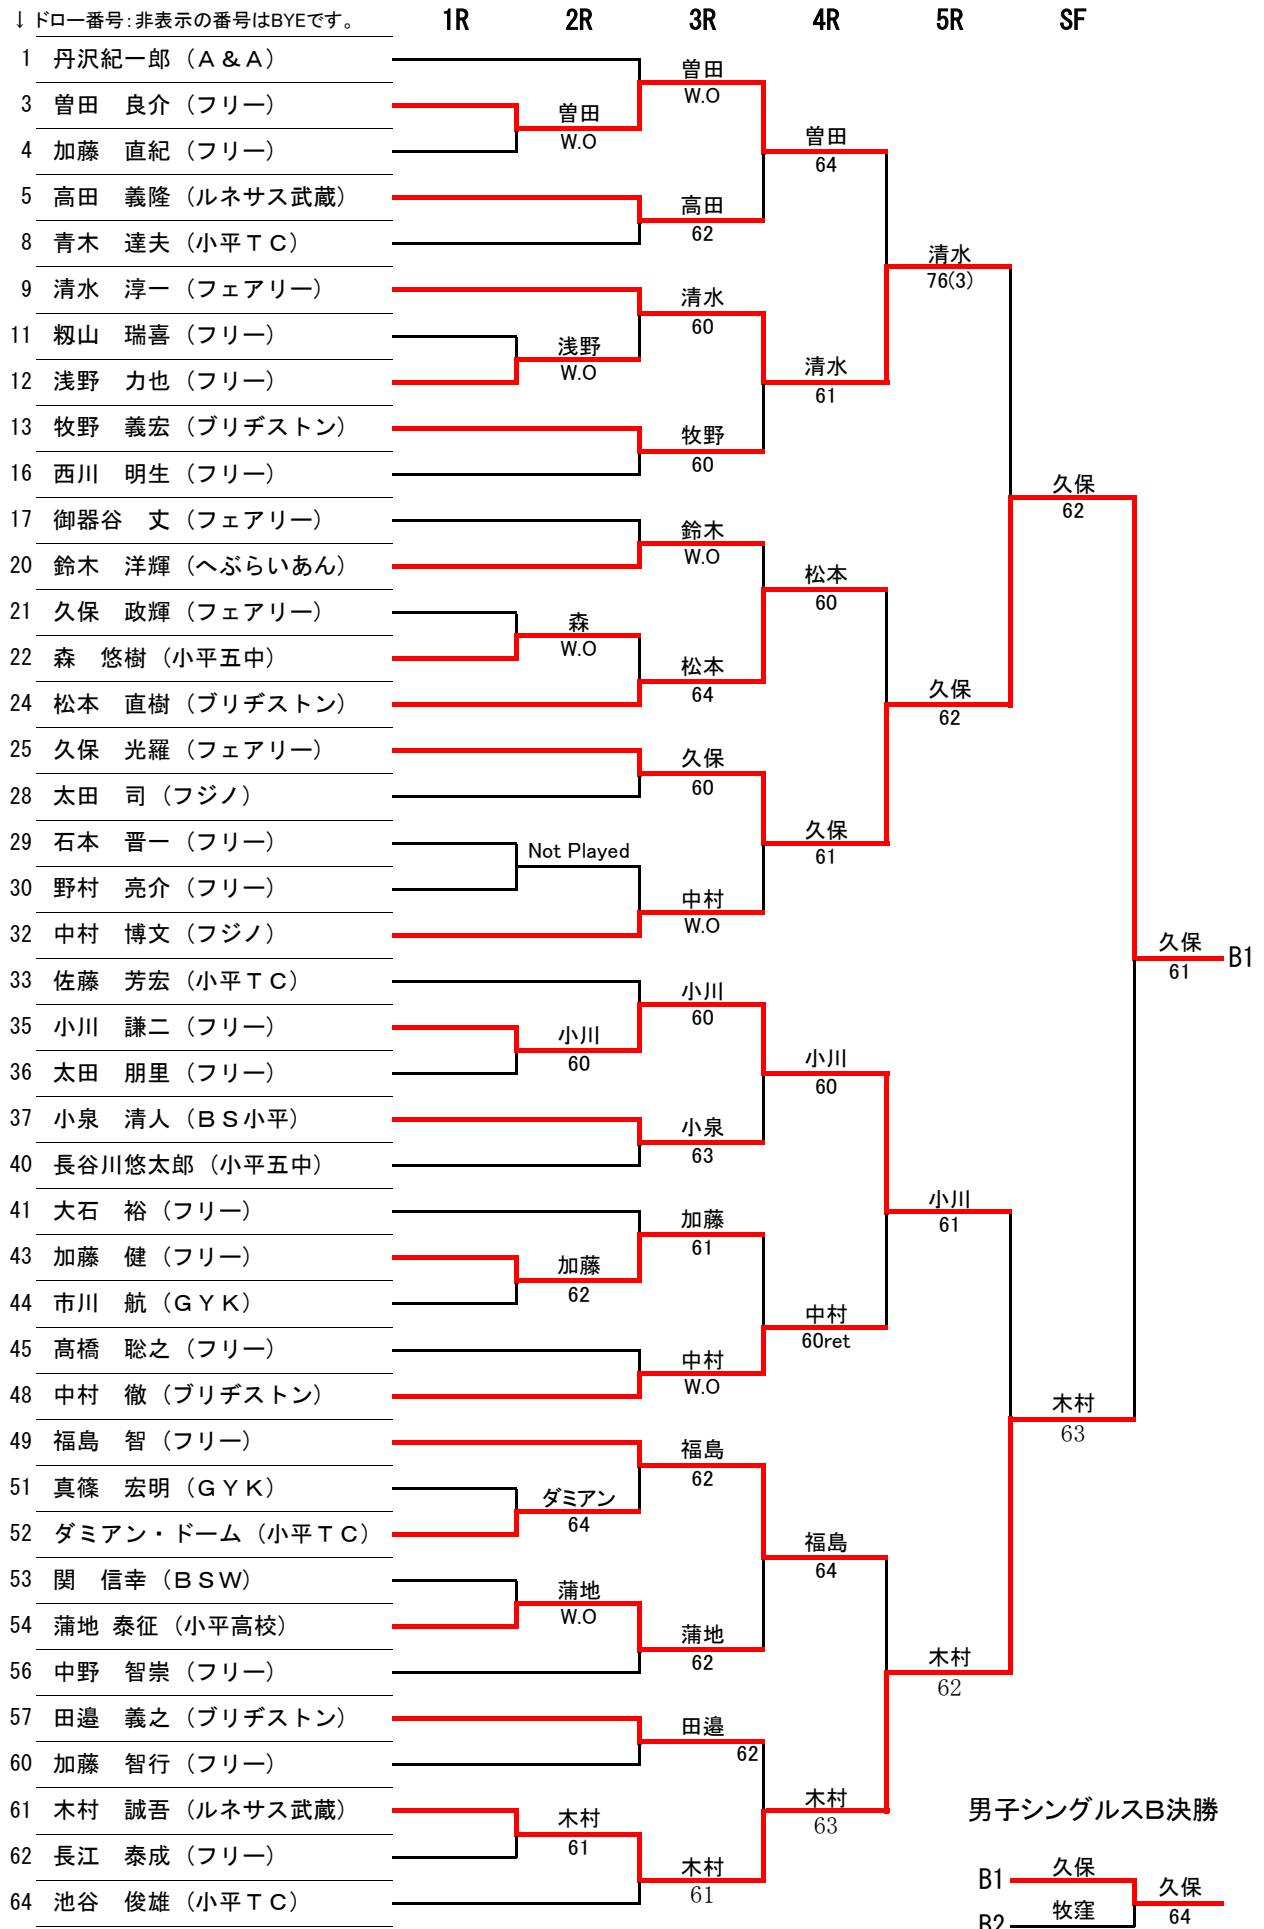 ↓ドロー番号：非表示の番号はBYEです。 1R 2R 3R 4R 5R SF
1 丹沢紀一郎（Ａ＆Ａ）
曽田
W.O
3 曽田　良介（フリー）
曽田
W.O
4 加藤　直紀（フリー）
曽田
64
5 高田　義隆（ルネサス武蔵）
高田
62
8 青木　達夫（小平ＴＣ）
清水
76(3)
9 清水　淳一（フェアリー）
清水
60
11 籾山　瑞喜（フリー）
浅野
W.O
清水
61
12 浅野　力也（フリー）
13 牧野　義宏（ブリヂストン）
牧野
60
16 西川　明生（フリー）
久保
62
17 御器谷　丈（フェアリー）
鈴木
W.O
20 鈴木　洋輝（へぶらいあん）
松本
60
21 久保　政輝（フェアリー）
森
W.O
22 森　悠樹（小平五中）
松本
64
24 松本　直樹（ブリヂストン）
久保
62
25 久保　光羅（フェアリー）
久保
60
28 太田　司（フジノ）
久保
61
29 石本　晋一（フリー）
Not Played
30 野村　亮介（フリー）
中村
W.O
32 中村　博文（フジノ）
久保
61
B1
33 佐藤　芳宏（小平ＴＣ）
小川
60
35 小川　謙二（フリー）
小川
60
36 太田　朋里（フリー）
小川
60
37 小泉　清人（ＢＳ小平）
小泉
63
40 長谷川悠太郎（小平五中）
小川
61
41 大石　裕（フリー）
加藤
61
43 加藤　健（フリー）
加藤
62
44 市川　航（ＧＹＫ）
中村
60ret
45 髙橋　聡之（フリー）
中村
W.O
48 中村　徹（ブリヂストン）
木村
63
49 福島　智（フリー）
福島
62
51 真篠　宏明（ＧＹＫ）
ダミアン
64
52 ダミアン・ドーム（小平ＴＣ）
福島
64
53 関　信幸（ＢＳＷ）
蒲地
W.O
54 蒲地 泰征（小平高校）
蒲地
62
56 中野　智崇（フリー）
木村
62
57 田邉　義之（ブリヂストン）
田邉
62
60 加藤　智行（フリー）
木村
63
61 木村　誠吾（ルネサス武蔵）
木村
61
62 長江　泰成（フリー）
木村
61
64 池谷　俊雄（小平ＴＣ）
男子シングルスＢ決勝
B1 久保
久保
64
B2 牧窪